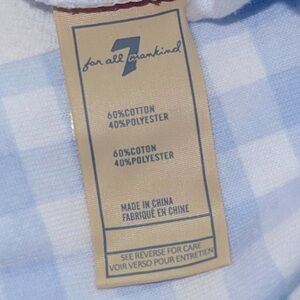 for all 7 mankind
60%COTTON
40%POLYESTER
60%COTON
40%POLYESTER
MADE IN CHINA
FABRIQUÉ EN CHINE
SEE REVERSE FOR CARE
VOIR VERSO POUR ENTRETIEN